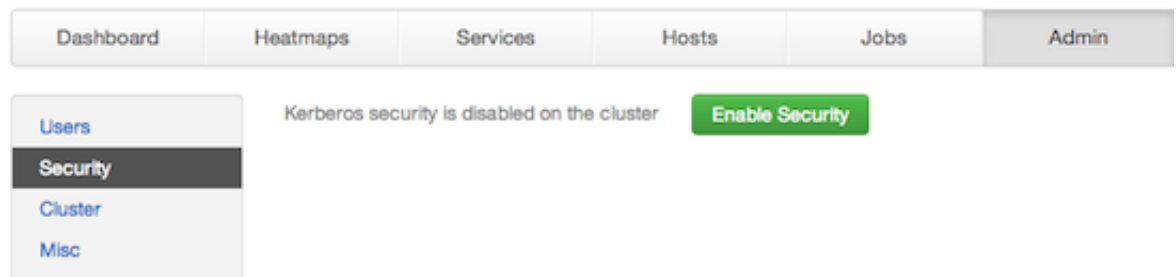 Dashboard Heatmaps Services Hosts Jobs Admin
Users
Kerberos security is disabled on the cluster Enable Security
Security
Cluster
Misc